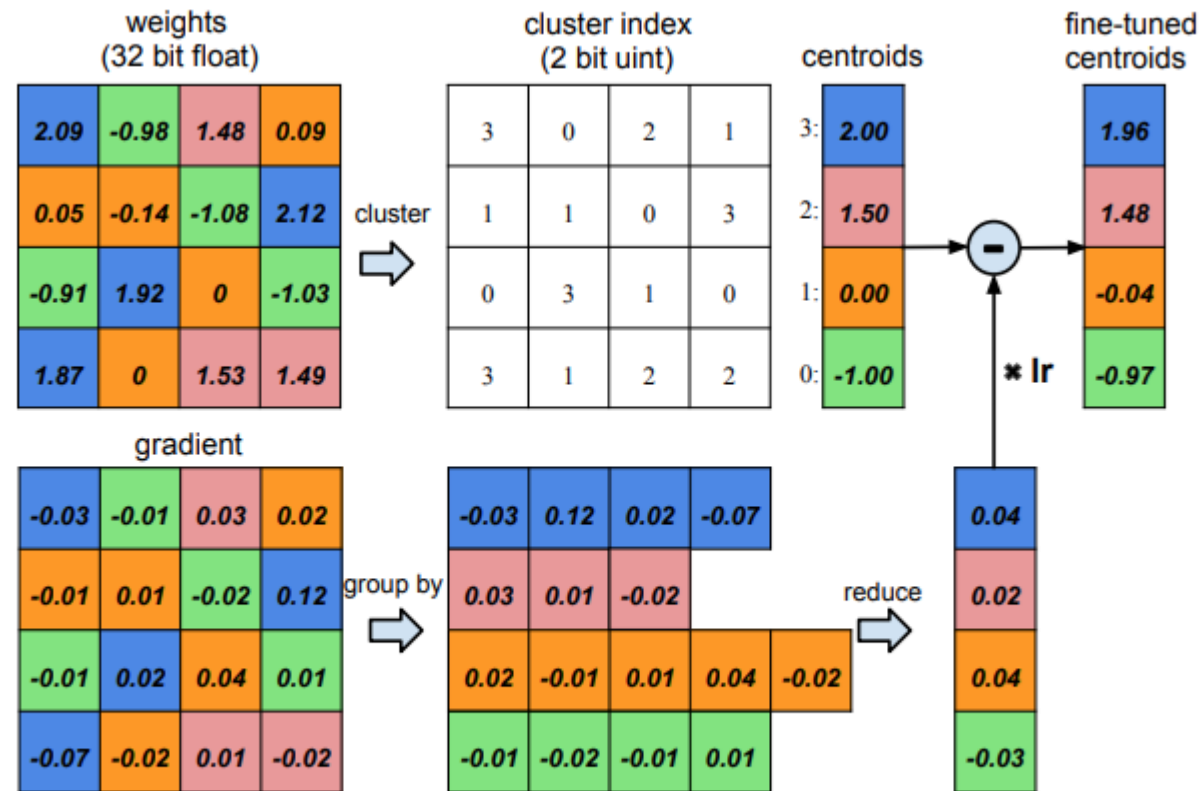 weights
(32 bit float)
cluster index
(2 bit uint)
centroids
fine-tuned
centroids
2.09 -0.98 1.48 0.09
3 0 2 1
3: 2.00
1.96
0.05 -0.14 -1.08 2.12
cluster
1 1 0 3
2: 1.50
1.48
-
-0.91 1.92 0 -1.03
0 3 1 0
1: 0.00
-0.04
1.87 0 1.53 1.49
3 1 2 2
0: -1.00
× lr
-0.97
gradient
-0.03 -0.01 0.03 0.02
-0.03 0.12 0.02 -0.07
0.04
-0.01 0.01 -0.02 0.12
group by
0.03 0.01 -0.02
reduce
0.02
-0.01 0.02 0.04 0.01
0.02 -0.01 0.01 0.04 -0.02
0.04
-0.07 -0.02 0.01 -0.02
-0.01 -0.02 -0.01 0.01
-0.03